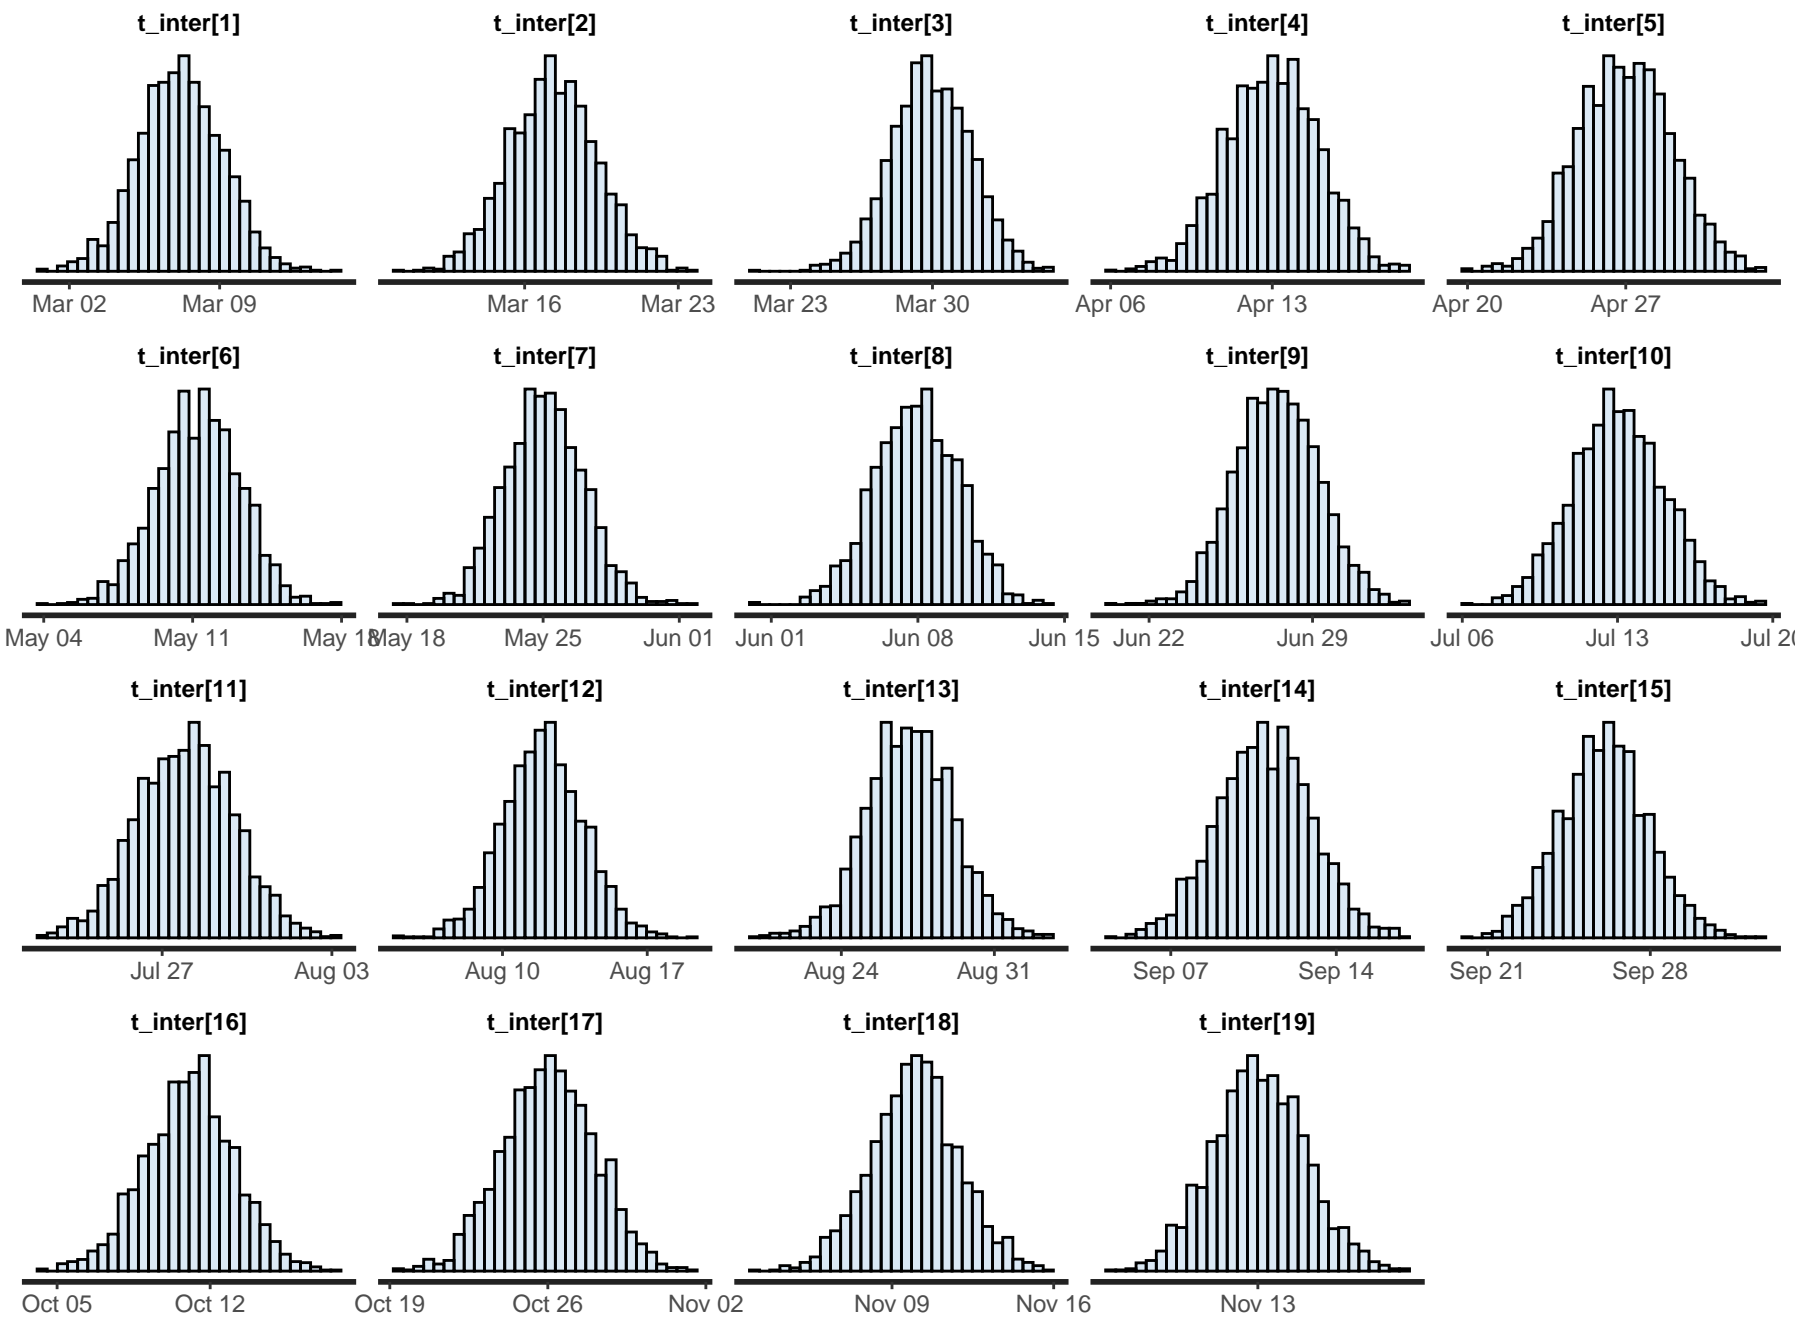 t_inter[1] t_inter[2] t_inter[3] t_inter[4] t_inter[5]
Mar 02 Mar 09 Mar 16 Mar 23 Mar 23 Mar 30 Apr 06 Apr 13 Apr 20 Apr 27
t_inter[6] t_inter[7] t_inter[8] t_inter[9] t_inter[10]
May 04 May 11 May 18 May 18 May 25 Jun 01 Jun 01 Jun 08 Jun 15 Jun 22 Jun 29 Jul 06 Jul 13 Jul 20
t_inter[11] t_inter[12] t_inter[13] t_inter[14] t_inter[15]
Jul 27 Aug 03 Aug 10 Aug 17 Aug 24 Aug 31 Sep 07 Sep 14 Sep 21 Sep 28
t_inter[16] t_inter[17] t_inter[18] t_inter[19]
Oct 05 Oct 12 Oct 19 Oct 26 Nov 02 Nov 09 Nov 16 Nov 13